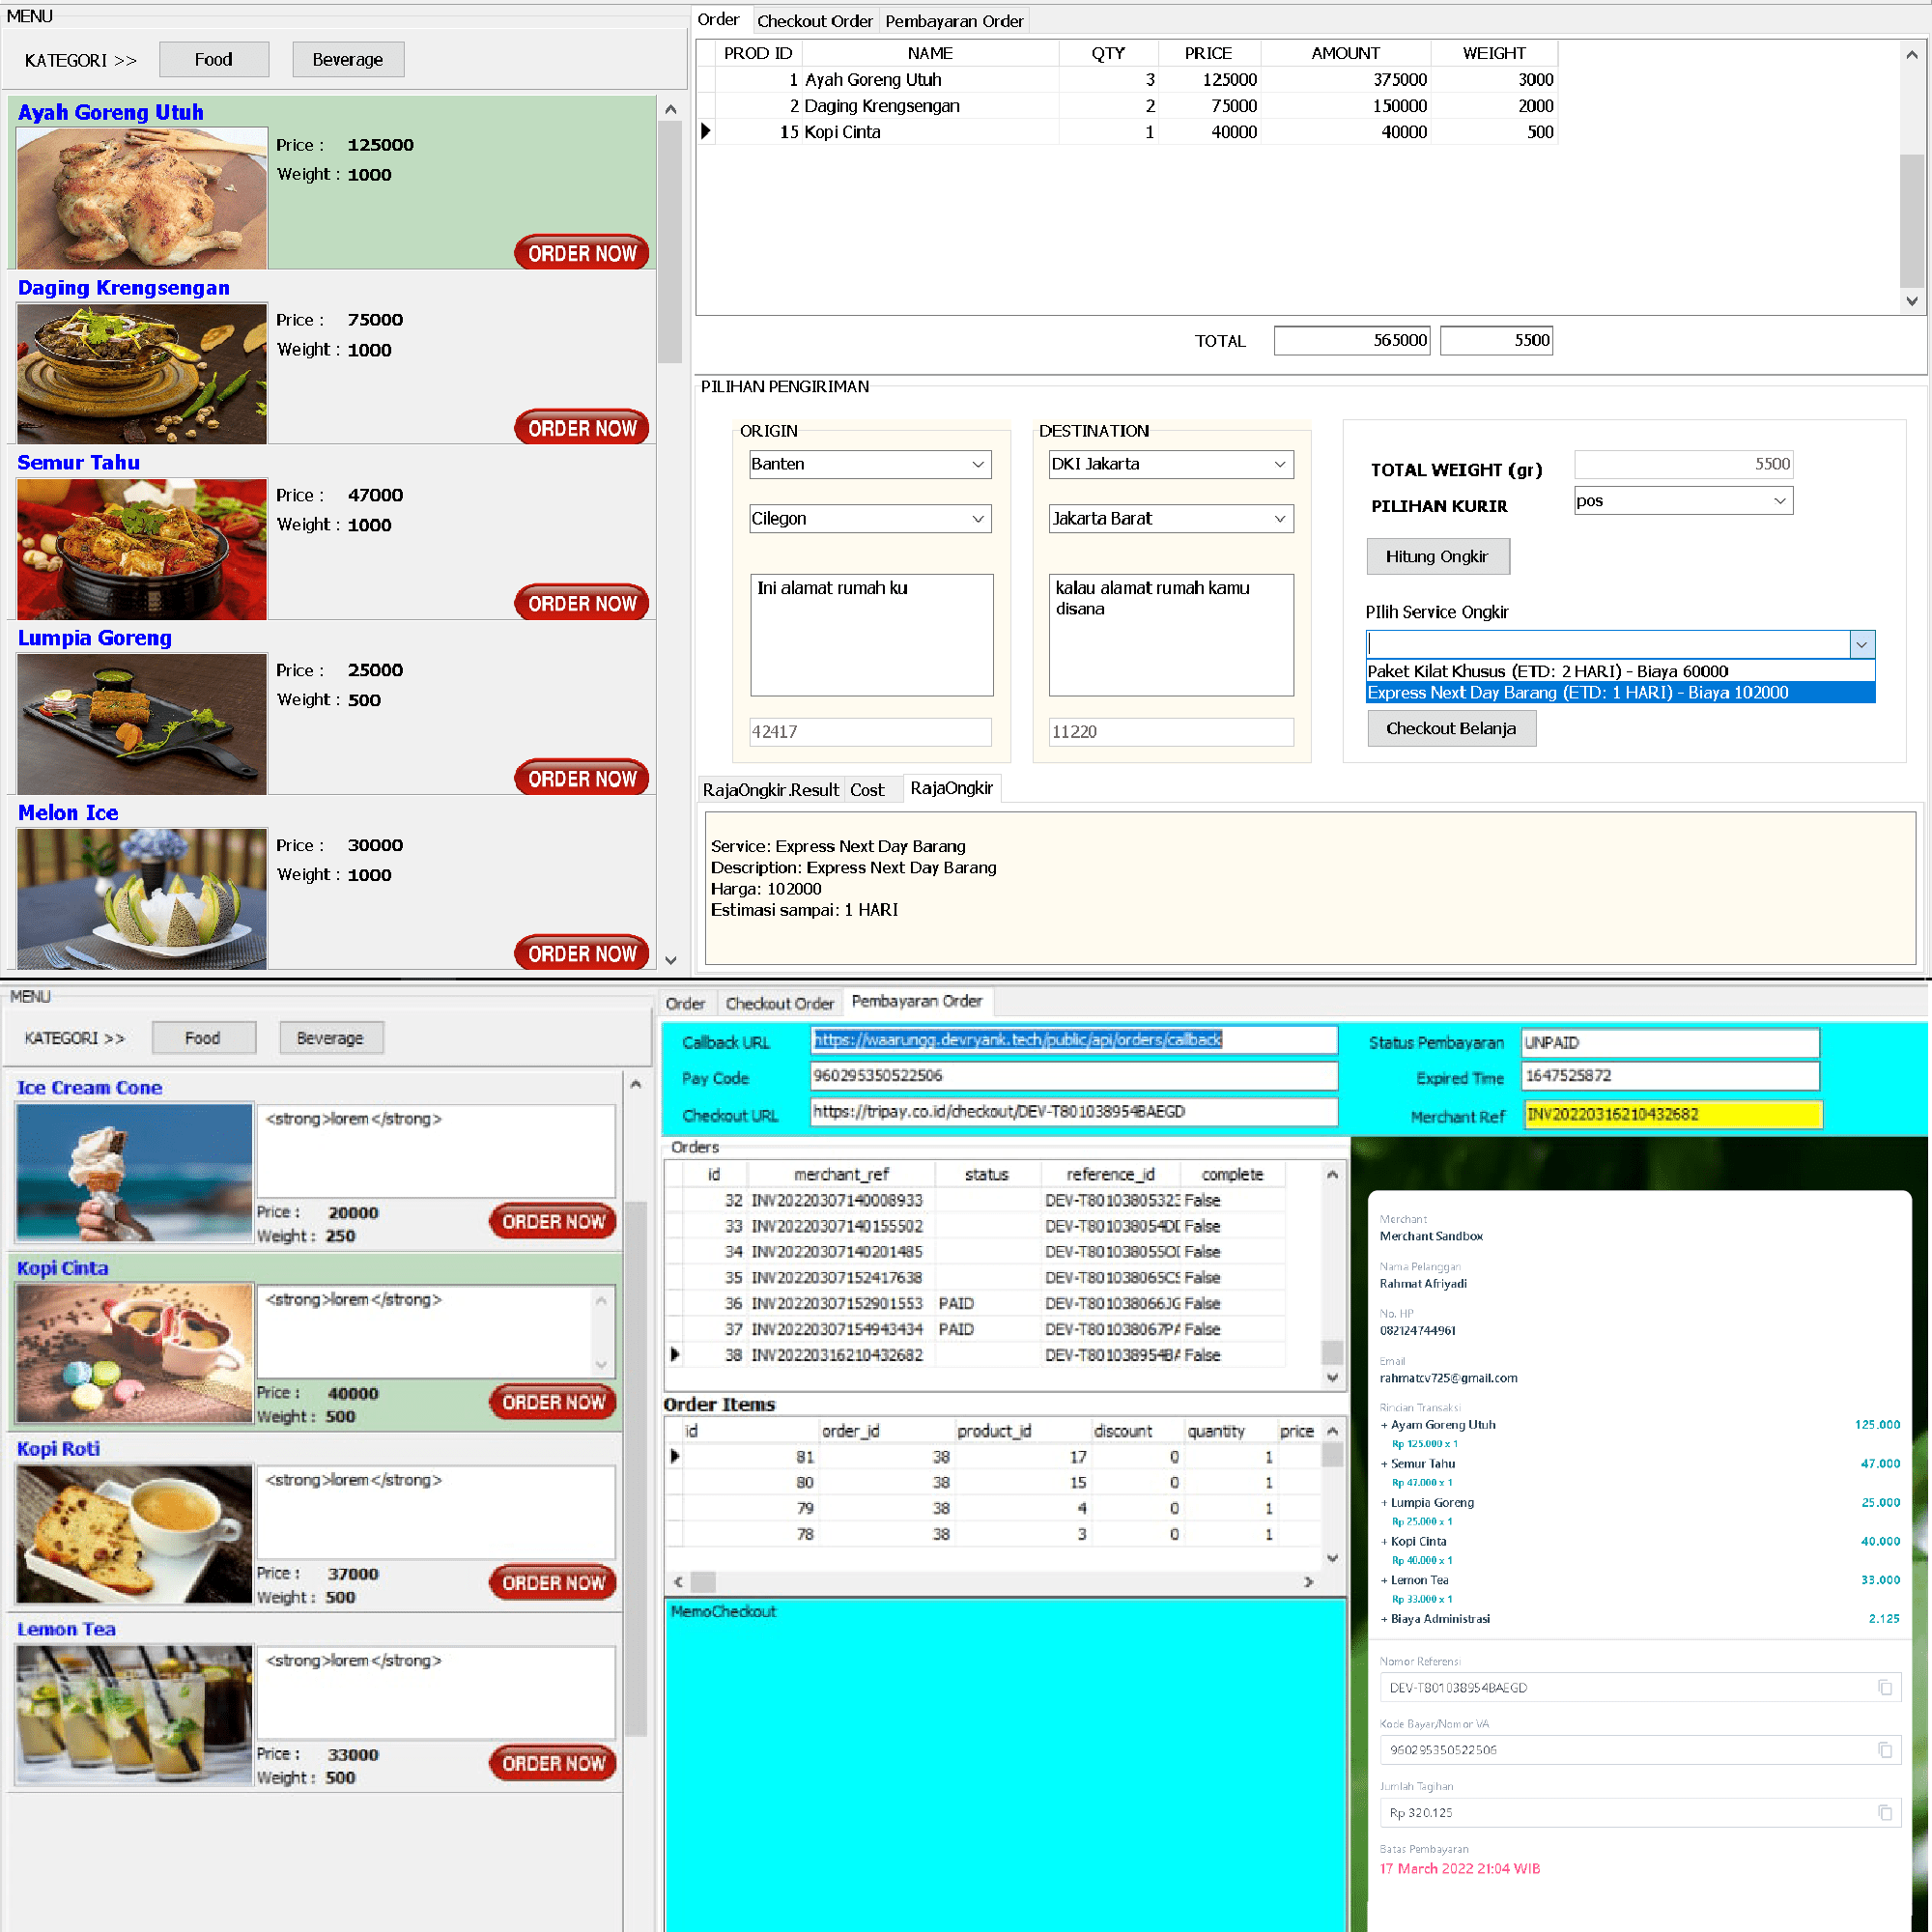 MENU
KATEGORI >>
Food
Beverage
Ayah Goreng Utuh
Price : 125000
Weight : 1000
ORDER NOW
Daging Krengsengan
Price : 75000
Weight : 1000
ORDER NOW
Semur Tahu
Price : 47000
Weight : 1000
ORDER NOW
Lumpia Goreng
Price : 25000
Weight : 500
ORDER NOW
Melon Ice
Price : 30000
Weight : 1000
ORDER NOW
Order Checkout Order Pembayaran Order
PROD ID NAME QTY PRICE AMOUNT WEIGHT
1 Ayah Goreng Utuh 3 125000 375000 3000
2 Daging Krengsengan 2 75000 150000 2000
15 Kopi Cinta 1 40000 40000 500
TOTAL 565000 5500
PILIHAN PENGIRIMAN
ORIGIN
Banten
Cilegon
Ini alamat rumah ku
42417
DESTINATION
DKI Jakarta
Jakarta Barat
kalau alamat rumah kamu
disana
11220
TOTAL WEIGHT (gr) 5500
PILIHAN KURIR pos
Hitung Ongkir
PIlih Service Ongkir
Paket Kilat Khusus (ETD: 2 HARI) - Biaya 60000
Express Next Day Barang (ETD: 1 HARI) - Biaya 102000
Checkout Belanja
RajaOngkir.Result Cost RajaOngkir
Service: Express Next Day Barang
Description: Express Next Day Barang
Harga: 102000
Estimasi sampai: 1 HARI
MENU
KATEGORI >>
Food
Beverage
Ice Cream Cone
<strong>lorem</strong>
Price : 20000
Weight : 250
ORDER NOW
Kopi Cinta
<strong>lorem</strong>
Price : 40000
Weight : 500
ORDER NOW
Kopi Roti
<strong>lorem</strong>
Price : 37000
Weight : 500
ORDER NOW
Lemon Tea
<strong>lorem</strong>
Price : 33000
Weight : 500
ORDER NOW
Order Checkout Order Pembayaran Order
Callback URL https://waarungg.devryank.tech/public/api/orders/callback
Pay Code 960295350522506
Checkout URL https://tripay.co.id/checkout/DEV-T801038954BAEGD
Status Pembayaran UNPAID
Expired Time 1647525872
Merchant Ref INV20220316210432682
Orders
id merchant_ref status reference_id complete
32 INV20220307140008933 DEV-T80103805323 False
33 INV20220307140155502 DEV-T801038054DI False
34 INV20220307140201485 DEV-T801038055OI False
35 INV20220307152417638 DEV-T801038065CS False
36 INV20220307152901553 PAID DEV-T801038066JG False
37 INV20220307154943434 PAID DEV-T801038067PA False
38 INV20220316210432682 DEV-T801038954BA False
Order Items
id order_id product_id discount quantity price
81 38 17 0 1
80 38 15 0 1
79 38 4 0 1
78 38 3 0 1
MemoCheckout
Merchant
Merchant Sandbox
Nama Pelanggan
Rahmat Afriyadi
No. HP
082124744961
Email
rahmatcv725@gmail.com
Rincian Transaksi
+ Ayam Goreng Utuh 125.000
Rp 125.000 x 1
+ Semur Tahu 47.000
Rp 47.000 x 1
+ Lumpia Goreng 25.000
Rp 25.000 x 1
+ Kopi Cinta 40.000
Rp 40.000 x 1
+ Lemon Tea 33.000
Rp 33.000 x 1
+ Biaya Administrasi 2.125
Nomor Referensi
DEV-T801038954BAEGD
Kode Bayar/Nomor VA
960295350522506
Jumlah Tagihan
Rp 320.125
Batas Pembayaran
17 March 2022 21:04 WIB